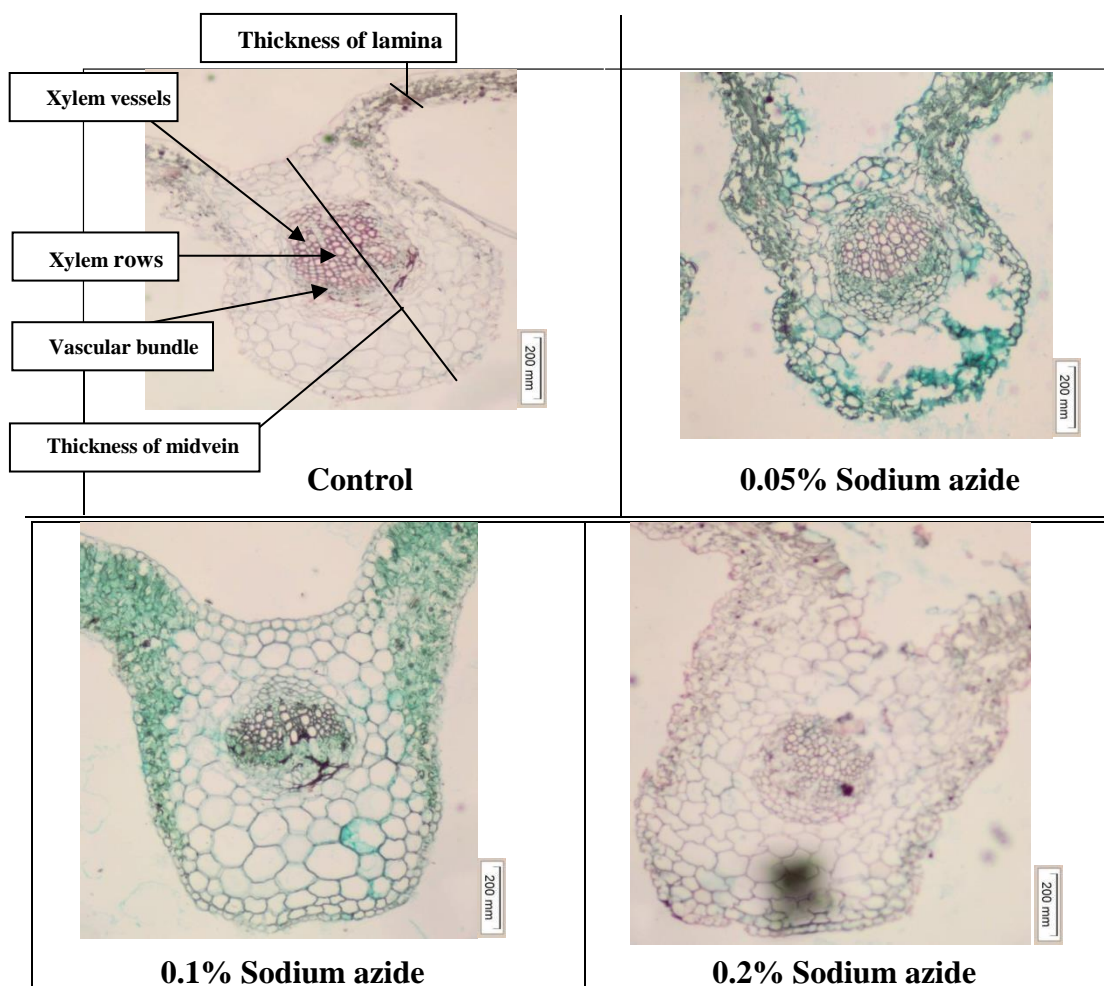 Thickness of lamina
Xylem vessels
Xylem rows
Vascular bundle
Thickness of midvein
200 mm
Control
200 mm
0.05% Sodium azide
200 mm
0.1% Sodium azide
200 mm
0.2% Sodium azide